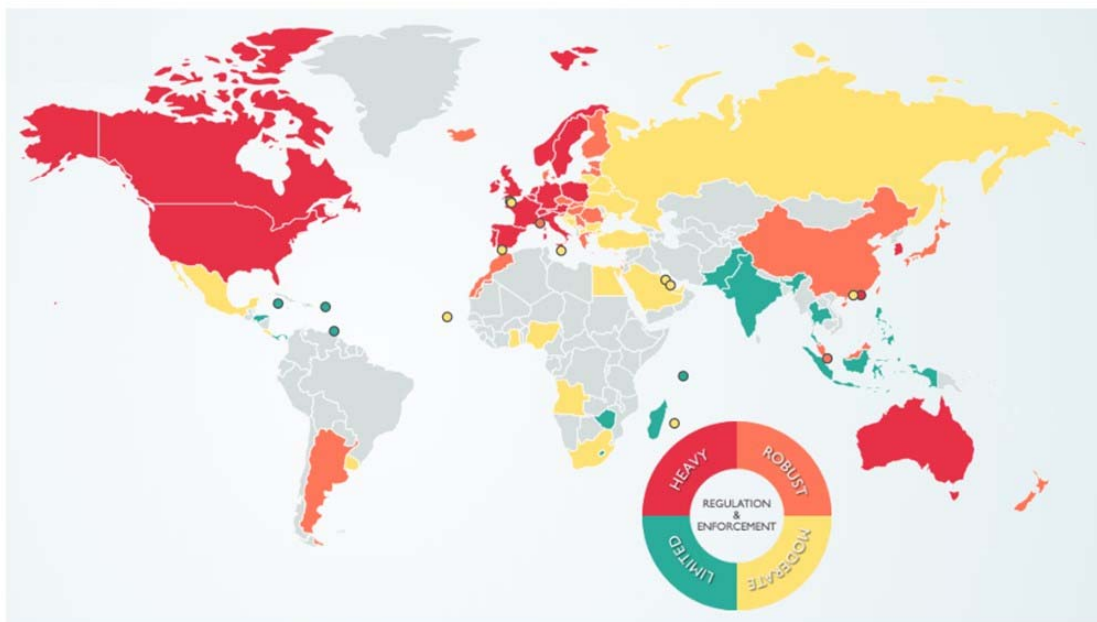 HEAVY
ROBUST
REGULATION
&
ENFORCEMENT
LIMITED
MODERATE